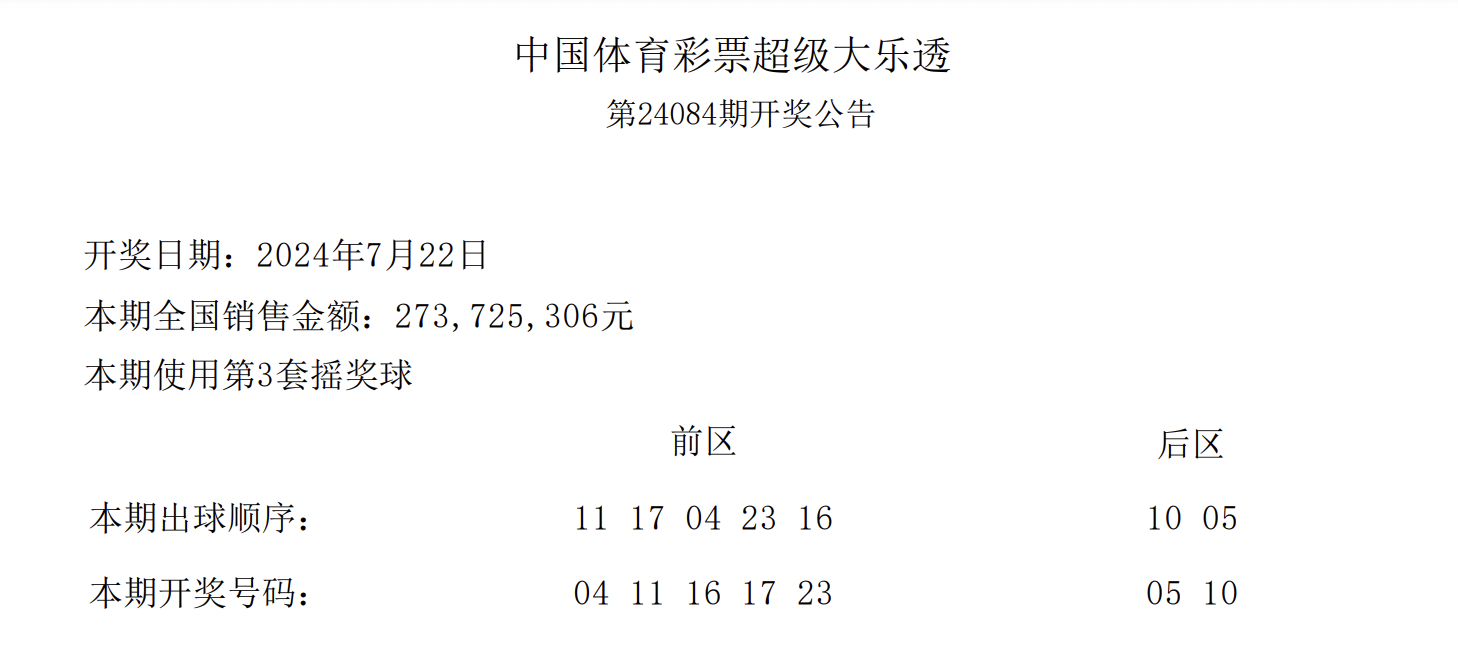 中国体育彩票超级大乐透
第24084期开奖公告
开奖日期：2024年7月22日
本期全国销售金额：273,725,306元
本期使用第3套摇奖球
前区 后区
本期出球顺序： 11 17 04 23 16 10 05
本期开奖号码： 04 11 16 17 23 05 10